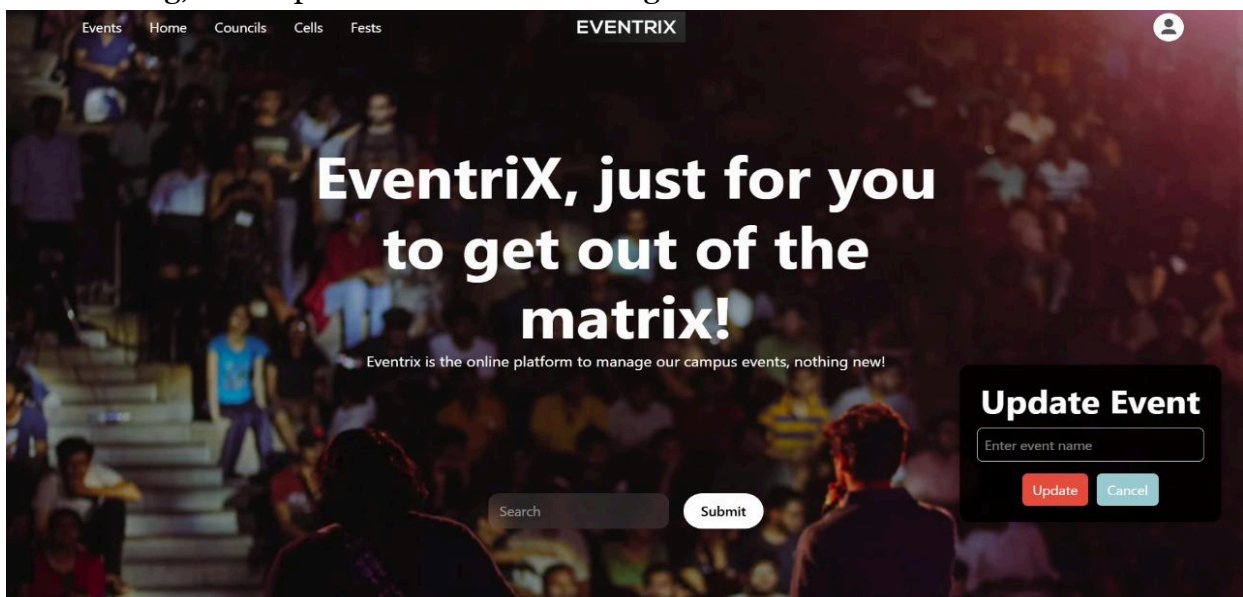 Events Home Councils Cells Fests EVENTRIX
EventriX, just for you
to get out of the
matrix!
Eventrix is the online platform to manage our campus events, nothing new!
Update Event
Enter event name
Update Cancel
Search Submit